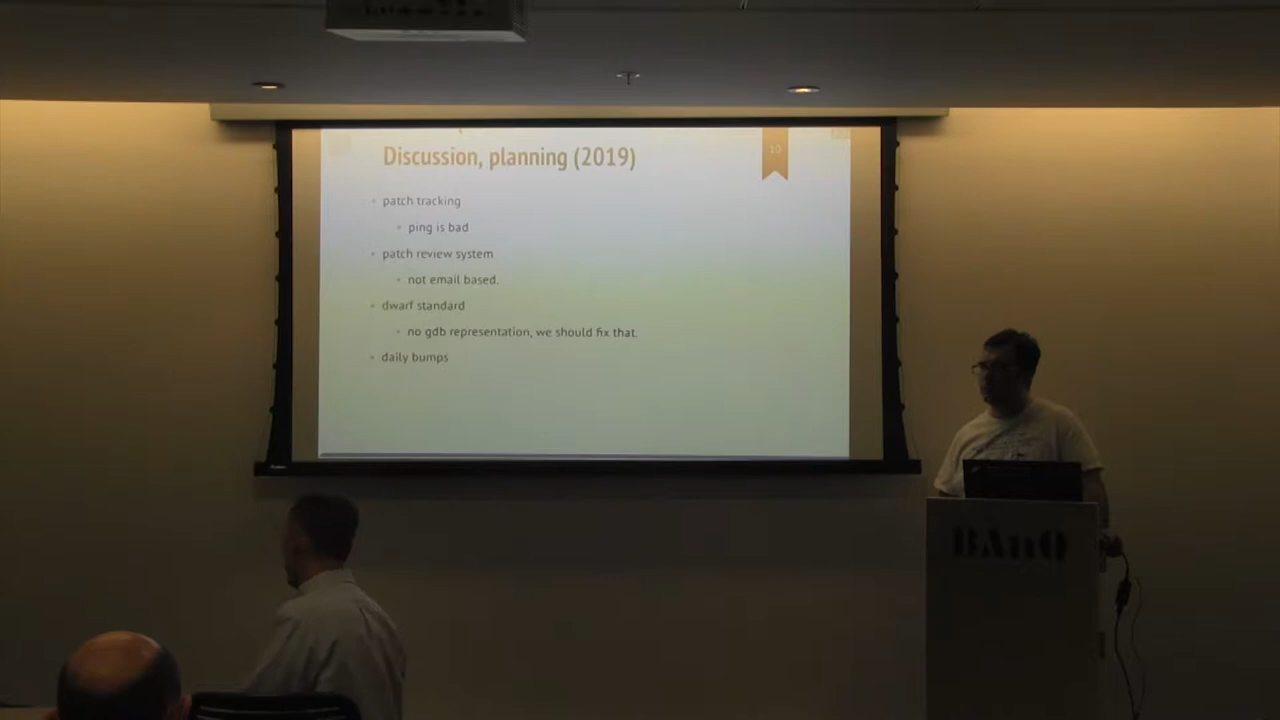 Discussion, planning (2019)
10
patch tracking
ping is bad
patch review system
not email based.
dwarf standard
no gdb representation, we should fix that.
daily bumps
BAnQ